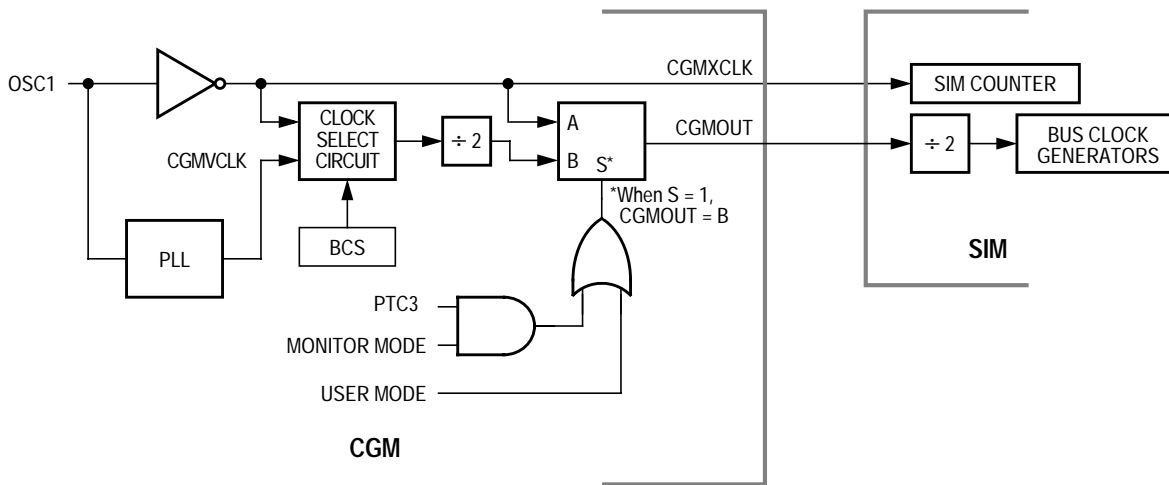 OSC1
CGMXCLK
SIM COUNTER
CLOCK
SELECT
CIRCUIT
÷ 2
A
B
S*
CGMOUT
÷ 2
BUS CLOCK
GENERATORS
CGMVCLK
*When S = 1,
CGMOUT = B
BCS
PLL
SIM
PTC3
MONITOR MODE
USER MODE
CGM